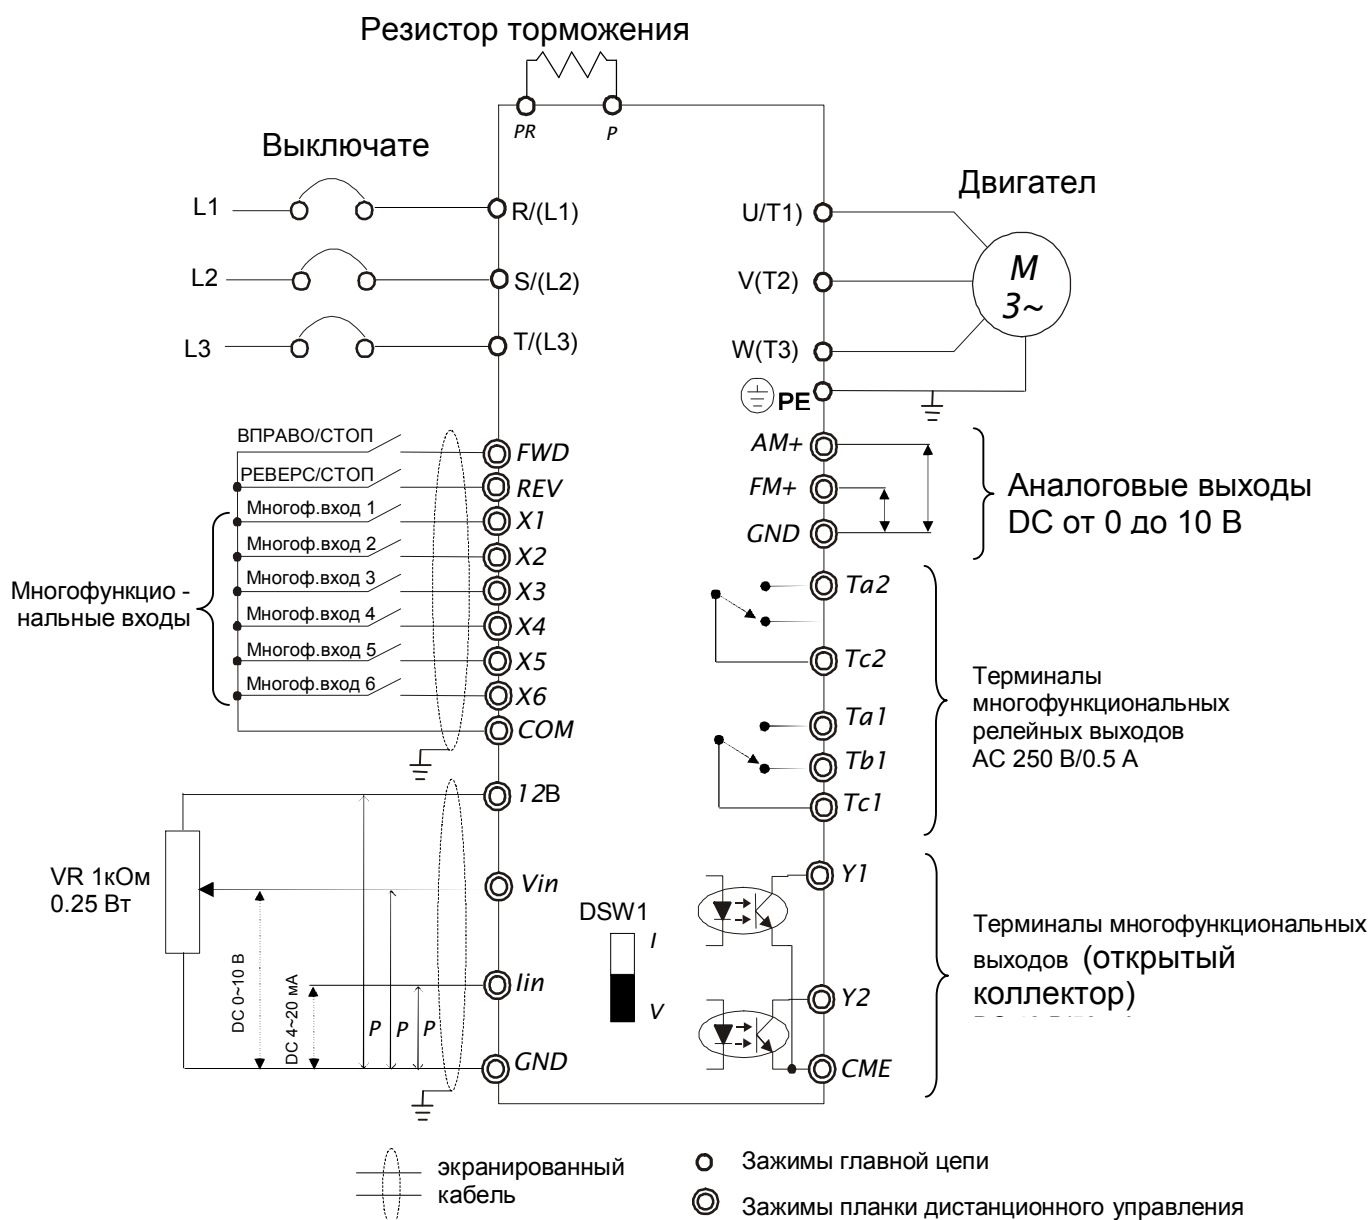 Резистор торможения
PR
P
Выключате
Двигател
L1
R/(L1)
U/T1)
L2
S/(L2)
V(T2)
M
3~
L3
T/(L3)
W(T3)
PE
ВПРАВО/СТОП
FWD
AM+
РЕВЕРС/СТОП
REV
FM+
Аналоговые выходы
DC от 0 до 10 В
Многоф.вход 1
X1
GND
Многоф.вход 2
X2
Многоф.вход 3
X3
Ta2
Многофункцио -
нальные входы
Многоф.вход 4
X4
Многоф.вход 5
X5
Tc2
Многоф.вход 6
X6
COM
Терминалы
многофункциональных
релейных выходов
AC 250 В/0.5 А
Ta1
Tb1
Tc1
12В
VR 1кОм
0.25 Вт
Vin
DSW1
I
V
Y1
Терминалы многофункциональных
выходов (открытый
коллектор)
DC 0~10 В
DC 4~20 мА
P
P
P
Iin
Y2
GND
CME
экранированный
кабель
Зажимы главной цепи
Зажимы планки дистанционного управления